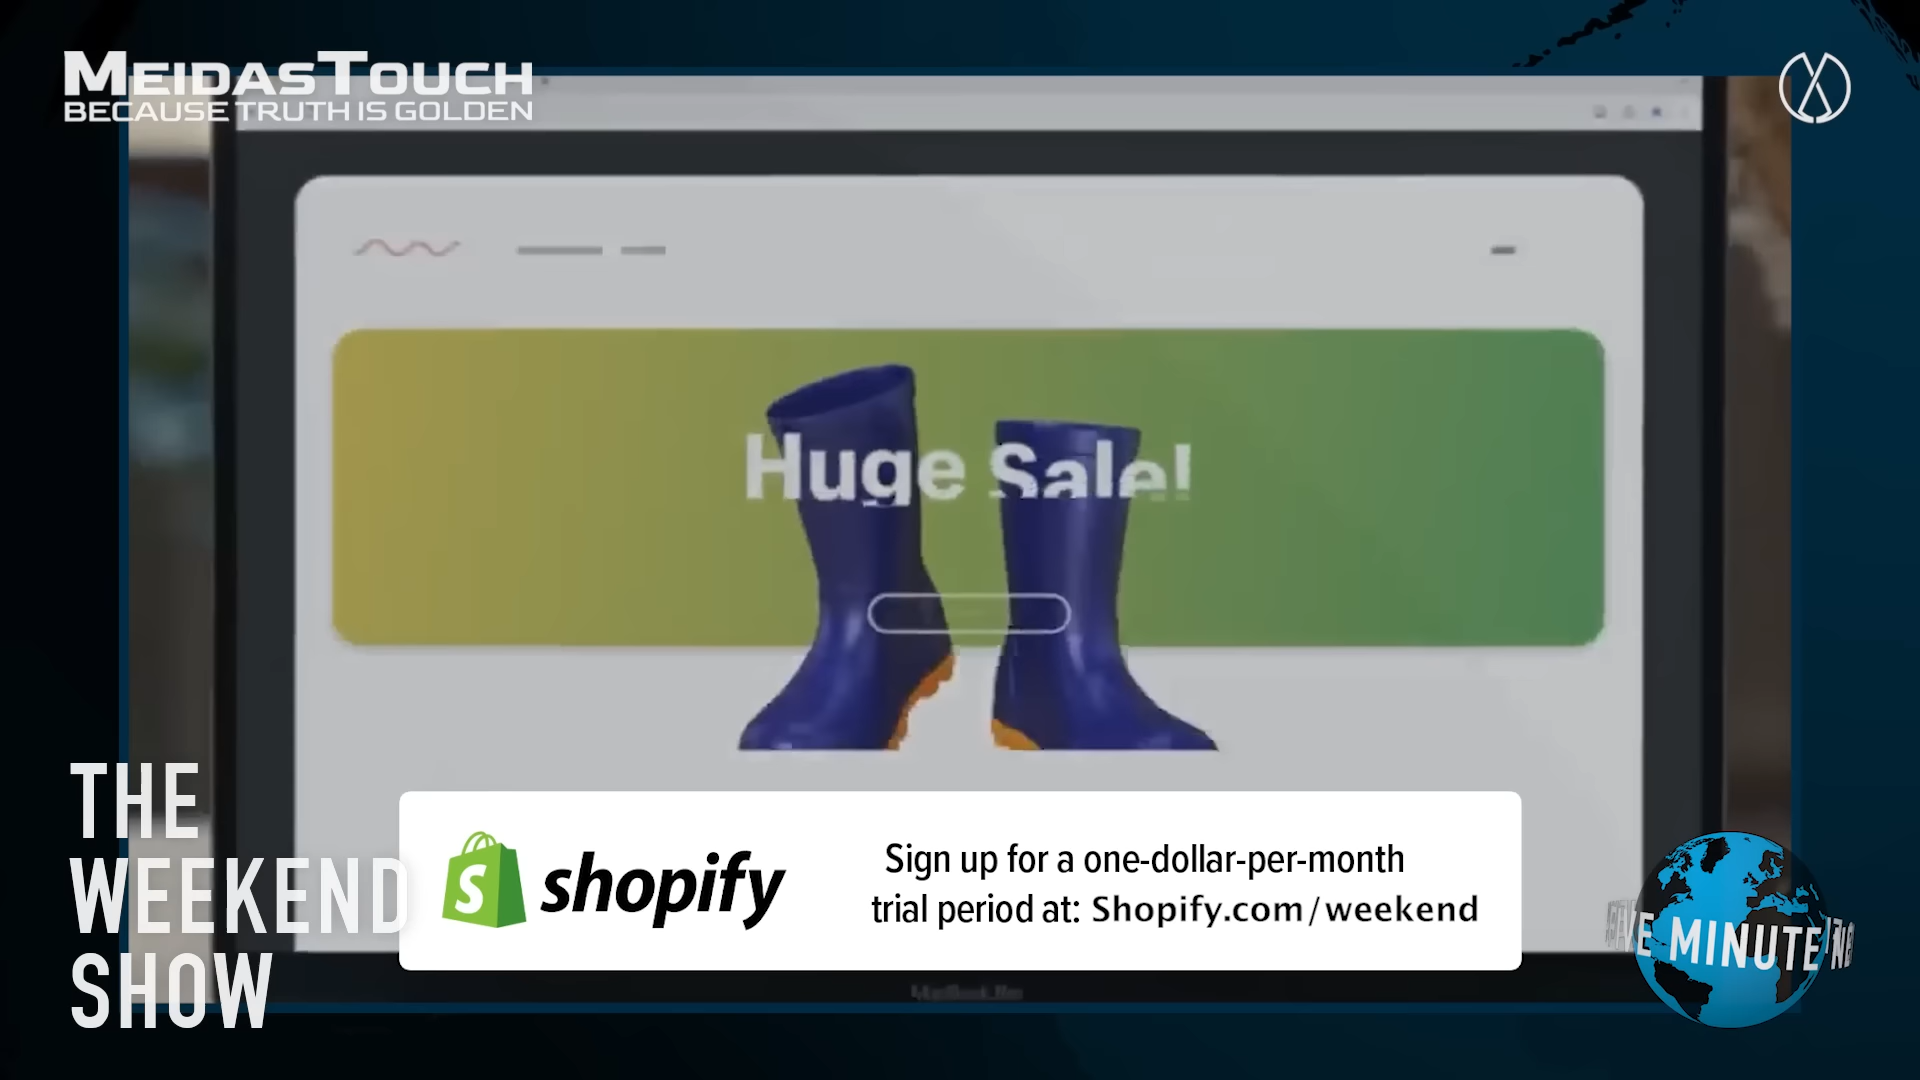 MEIDASTOUCH
BECAUSE TRUTH IS GOLDEN
Huge Sale!
THE
WEEKEND
SHOW
shopify
Sign up for a one-dollar-per-month
trial period at: Shopify.com/weekend
MINUTE